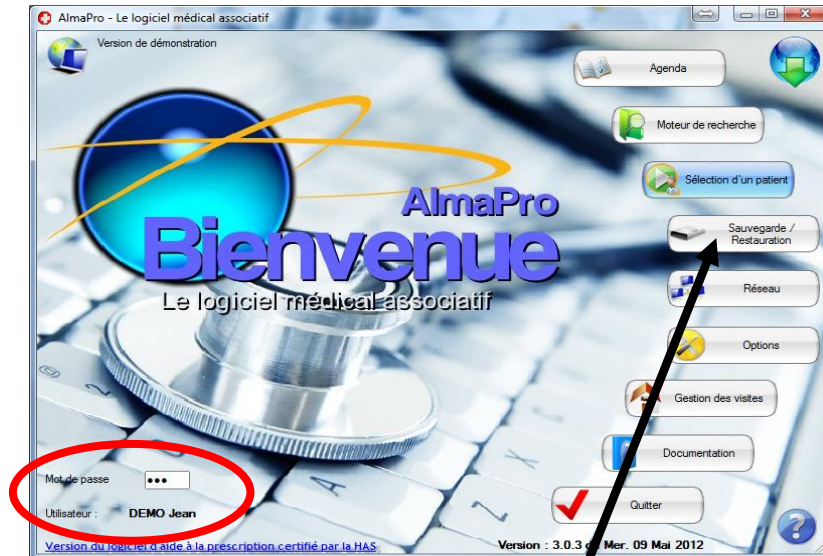 AlmaPro - Le logiciel médical associatif
Version de démonstration
Agenda
Moteur de recherche
Sélection d'un patient
Sauvegarde /
Restauration
Réseau
Options
Gestion des visites
Documentation
Quitter
AlmaPro
Bienvenue
Le logiciel médical associatif
Mot de passe
Utilisateur : DEMO Jean
Version du logiciel d'aide à la prescription certifié par la HAS
Version : 3.0.3 Mer. 09 Mai 2012